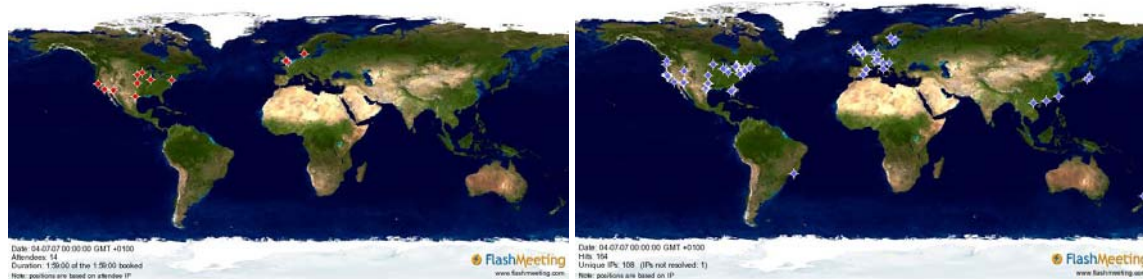 Date: 04-07-07 00:00:00 GMT +0100
Attendees: 14
Duration: 1:59:00 of the 1:59:00 booked
Note: positions are based on attendee IP
FlashMeeting
www.flashmeeting.com
Date: 04-07-07 00:00:00 GMT +0100
Hits: 164
Unique IPs: 108 (IPs not resolved: 1)
Note: positions are based on IP
FlashMeeting
www.flashmeeting.com